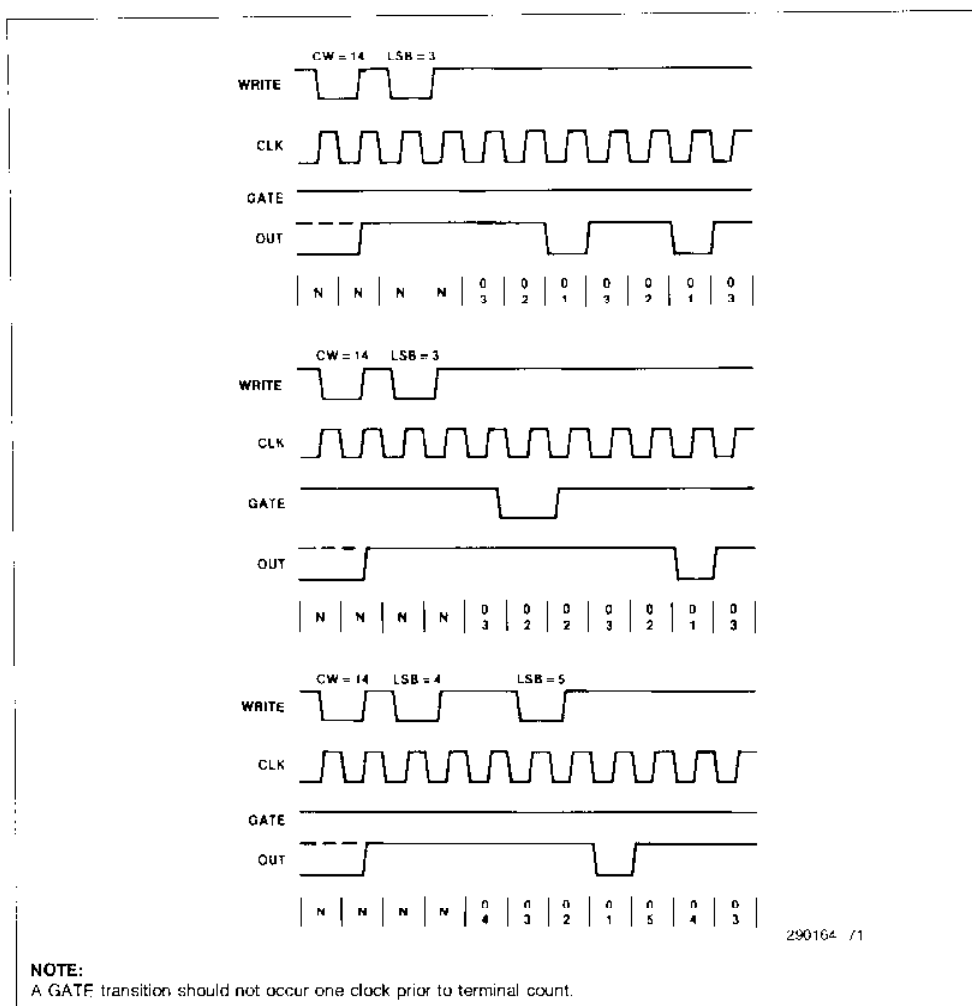 CW = 14 LSB = 3
WRITE
CLK
GATE
OUT
N N N N 0 0 0 0 0 0 0
3 2 1 3 2 1 3
CW = 14 LSB = 3
WRITE
CLK
GATE
OUT
N N N N 0 0 0 0 0 0 0
3 2 2 3 2 1 3
CW = 14 LSB = 4 LSB = 5
WRITE
CLK
GATE
OUT
N N N N 0 0 0 0 0 0 0
4 3 2 1 5 4 3
290164 /1
NOTE:
A GATE transition should not occur one clock prior to terminal count.